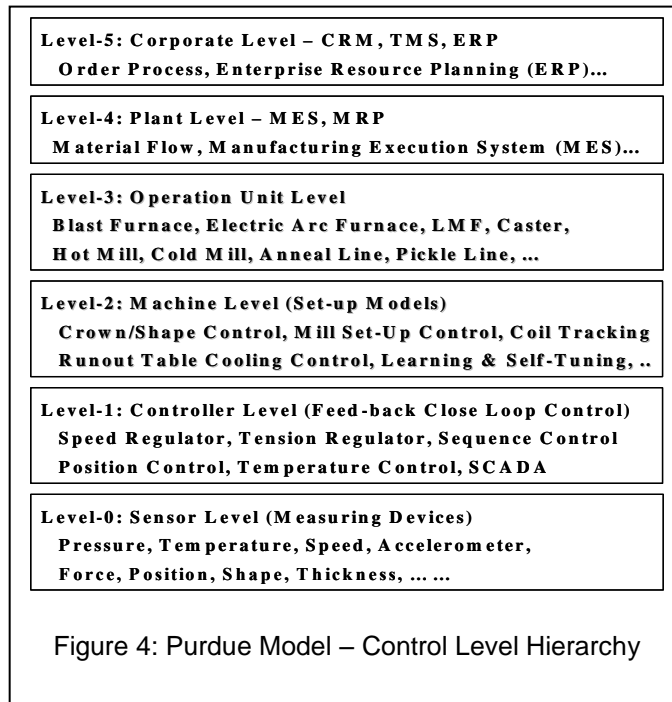 Level-5: Corporate Level – CRM, TMS, ERP
Order Process, Enterprise Resource Planning (ERP)...
Level-4: Plant Level – MES, MRP
Material Flow, Manufacturing Execution System (MES)...
Level-3: Operation Unit Level
Blast Furnace, Electric Arc Furnace, LMF, Caster,
Hot Mill, Cold Mill, Anneal Line, Pickle Line, ...
Level-2: Machine Level (Set-up Models)
Crown/Shape Control, Mill Set-Up Control, Coil Tracking
Runout Table Cooling Control, Learning & Self-Tuning, ..
Level-1: Controller Level (Feed-back Close Loop Control)
Speed Regulator, Tension Regulator, Sequence Control
Position Control, Temperature Control, SCADA
Level-0: Sensor Level (Measuring Devices)
Pressure, Temperature, Speed, Accelerometer,
Force, Position, Shape, Thickness, ... ...
Figure 4: Purdue Model – Control Level Hierarchy